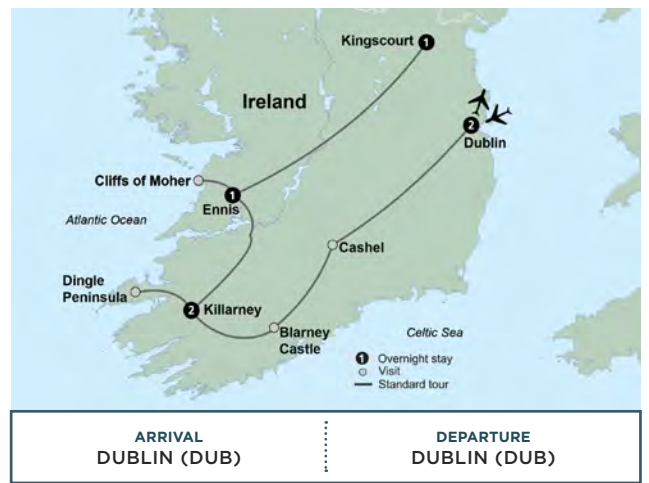 Kingscourt 1
Ireland
2
Dublin
Cliffs of Moher
1
Ennis
Atlantic Ocean
Cashel
Dingle
Peninsula
2 Killarney
Blarney
Castle
Celtic Sea
1 Overnight stay
Visit
Standard tour
ARRIVAL
DUBLIN (DUB)
DEPARTURE
DUBLIN (DUB)